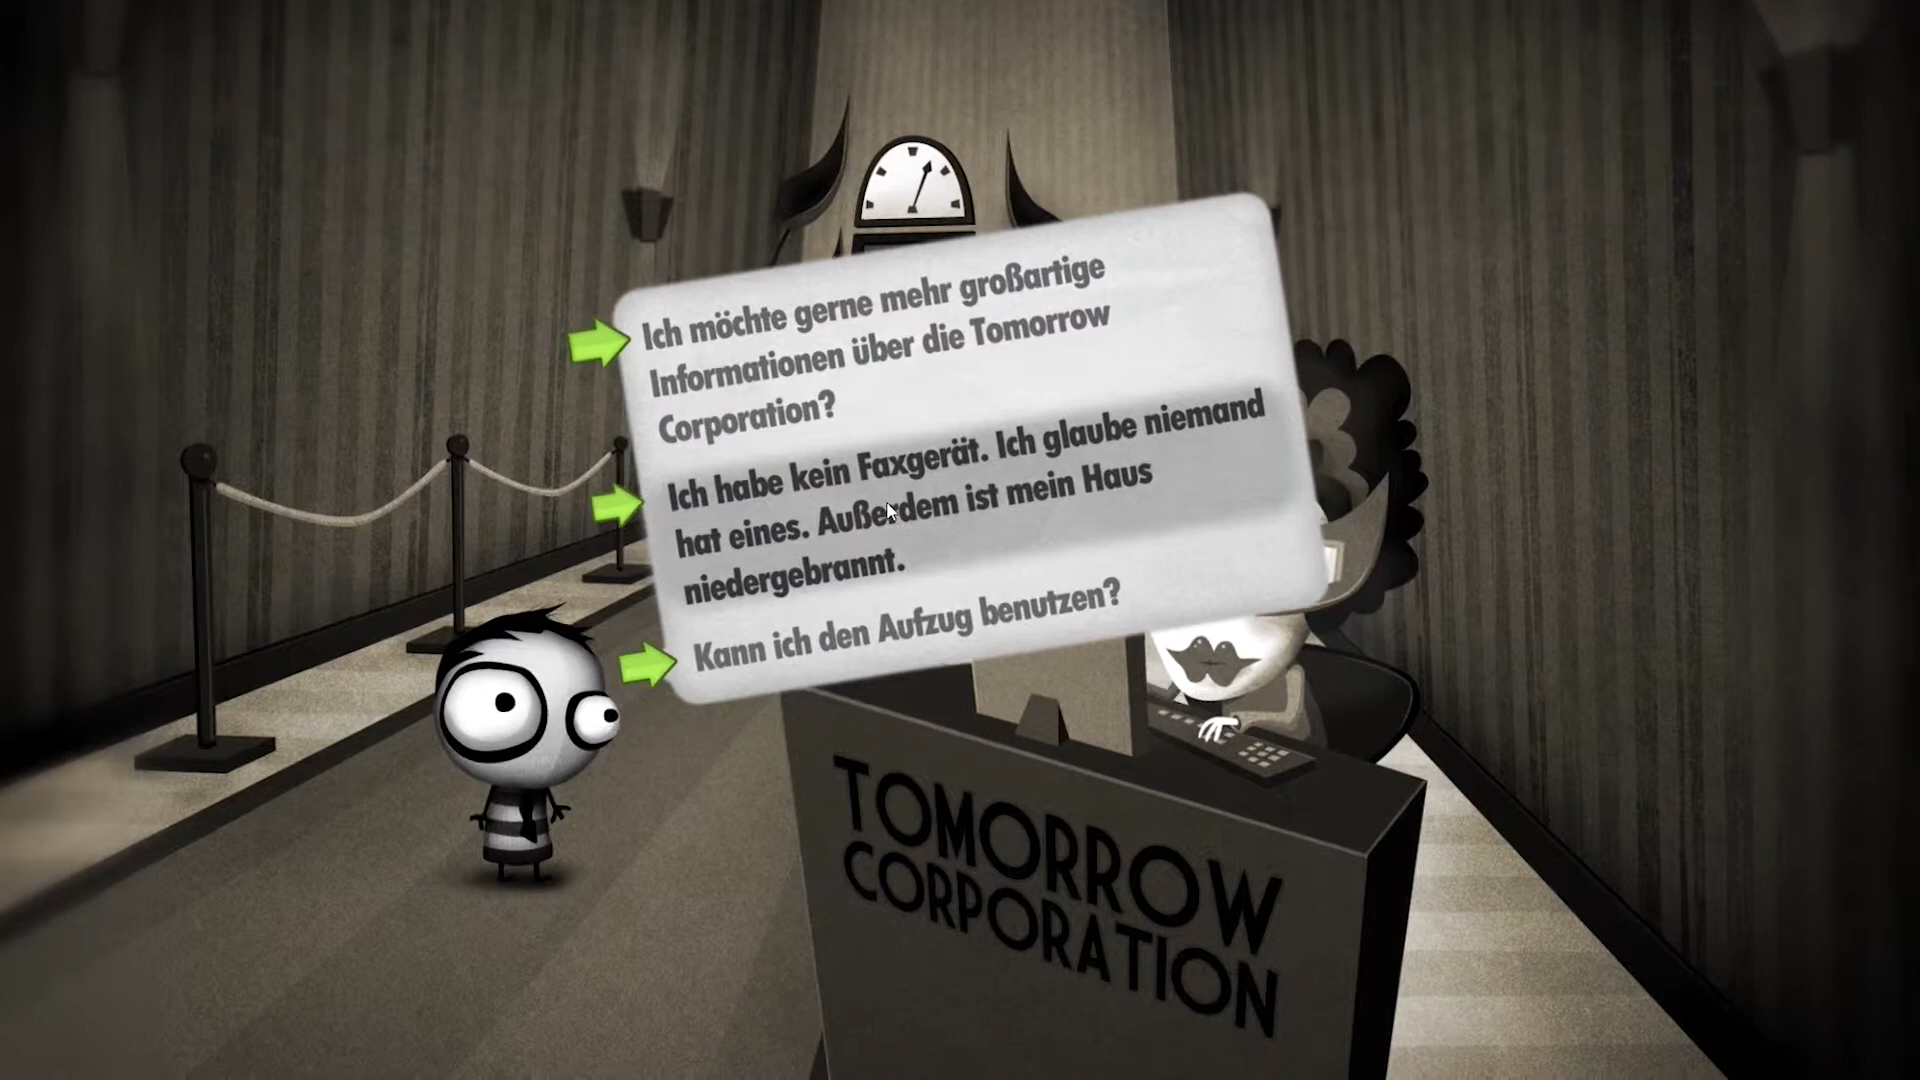 Ich möchte gerne mehr großartige
Informationen über die Tomorrow
Corporation?
Ich habe kein Faxgerät. Ich glaube niemand
hat eines. Außerdem ist mein Haus
niedergebrannt.
Kann ich den Aufzug benutzen?
TOMORROW
CORPORATION